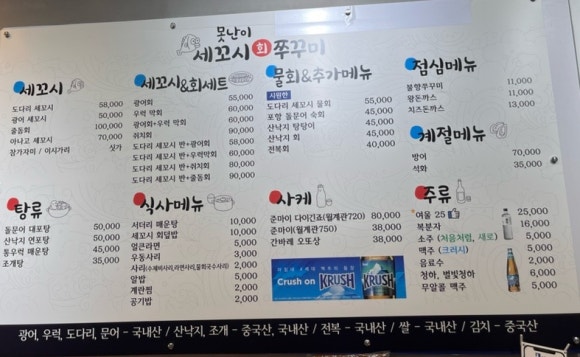 못난이
세꼬시 회 쭈꾸미
세꼬시
도다리 세꼬시 58,000
광어 세꼬시 50,000
줄돔회 100,000
아나고 세꼬시 70,000
참가자미 / 이시가리 싯가
세꼬시&회세트
광어회 55,000
우럭 막회 60,000
광어회+우럭 막회 60,000
쥐치회 90,000
도다리 세꼬시 반+광어회 58,000
도다리 세꼬시 반+우럭막회 60,000
도다리 세꼬시 반+쥐치회 80,000
도다리 세꼬시 반+줄돔회 90,000
물회&추가메뉴
시원한
도다리 세꼬시 물회 55,000
포항 돌문어 숙회 45,000
산낙지 탕탕이 45,000
산낙지 회 45,000
전복회 40,000
점심메뉴
불향쭈꾸미 11,000
왕돈까스 11,000
치즈돈까스 13,000
계절메뉴
방어 70,000
석화 35,000
탕류
돌문어 대포탕 50,000
산낙지 연포탕 50,000
통우럭 매운탕 45,000
조개탕 35,000
식사메뉴
서더리 매운탕 10,000
세꼬시 회덮밥 10,000
얼큰라면 5,000
우동사리 3,000
사리(수제비사리,라면사리,물회국수사리) 2,000
알밥 5,000
계란찜 3,000
공기밥 2,000
사케
준마이 다이긴죠(월계관720) 80,000
준마이(월계관750) 38,000
간바레 오또상 38,000
Crush on KRUSH
KRUSH
주류
여울 25 25,000
복분자 16,000
소주 (처음처럼, 새로) 5,000
맥주 (크러시) 5,000
음료수 2,000
청하, 별빛청하 6,000
무알콜 맥주 5,000
광어, 우럭, 도다리, 문어 - 국내산 / 산낙지, 조개 - 중국산, 국내산 / 전복 - 국내산 / 쌀 - 국내산 / 김치 - 중국산